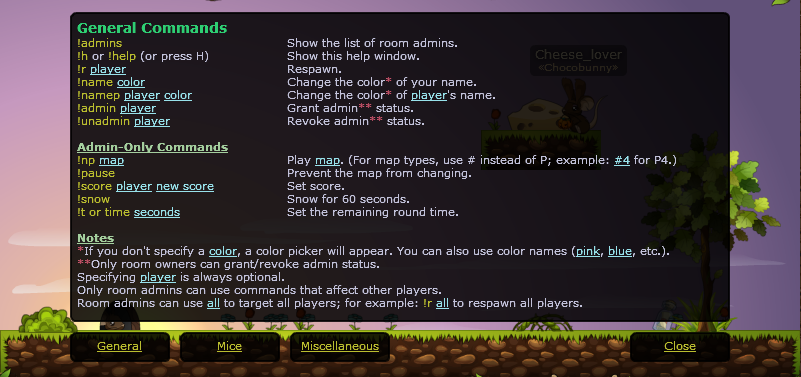 General Commands
!admins Show the list of room admins.
!h or !help (or press H) Show this help window.
!r player Respawn.
!name color Change the color* of your name.
!namep player color Change the color* of player's name.
!admin player Grant admin** status.
!unadmin player Revoke admin** status.
Cheese_lover
«Chocobunny»
Admin-Only Commands
!np map Play map. (For map types, use # instead of P; example: #4 for P4.)
!pause Prevent the map from changing.
!score player new score Set score.
!snow Snow for 60 seconds.
!t or time seconds Set the remaining round time.
Notes
*If you don't specify a color, a color picker will appear. You can also use color names (pink, blue, etc.).
**Only room owners can grant/revoke admin status.
Specifying player is always optional.
Only room admins can use commands that affect other players.
Room admins can use all to target all players; for example: !r all to respawn all players.
General Mice Miscellaneous Close